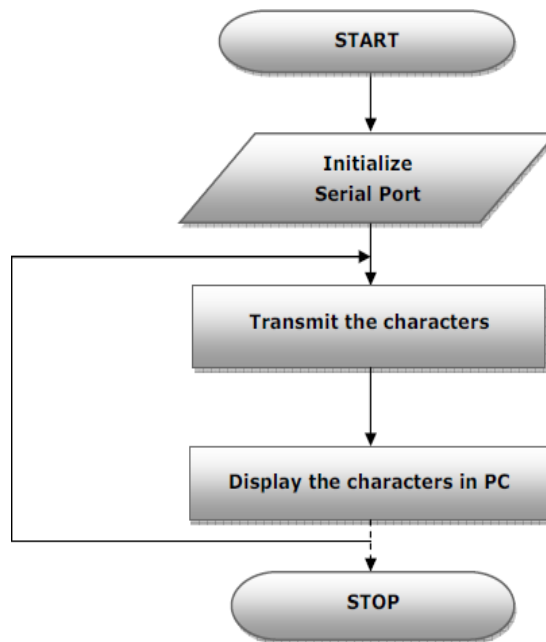 START
Initialize
Serial Port
Transmit the characters
Display the characters in PC
STOP